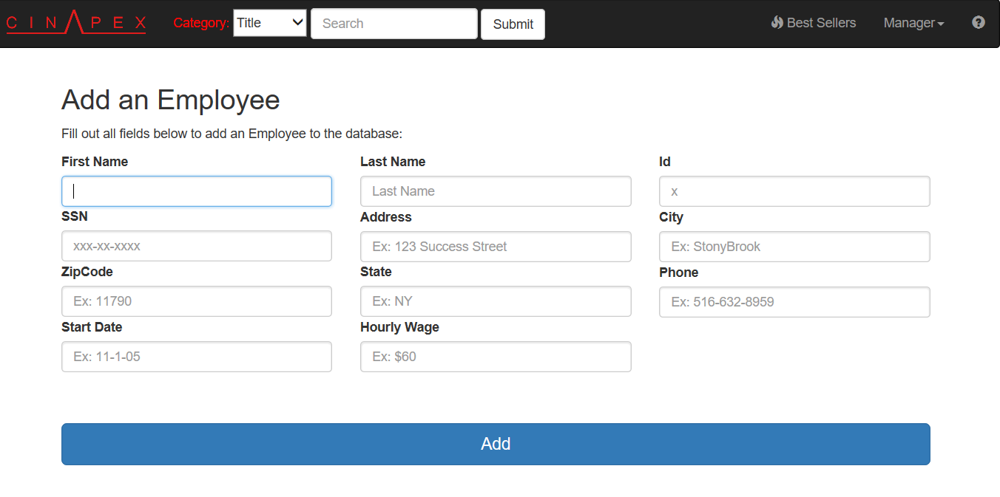 CINAPEX Category: Title Search Submit Best Sellers Manager ?
Add an Employee
Fill out all fields below to add an Employee to the database:
First Name Last Name Id
Last Name x
SSN Address City
xxx-xx-xxxx Ex: 123 Success Street Ex: StonyBrook
ZipCode State Phone
Ex: 11790 Ex: NY Ex: 516-632-8959
Start Date Hourly Wage
Ex: 11-1-05 Ex: $60
Add